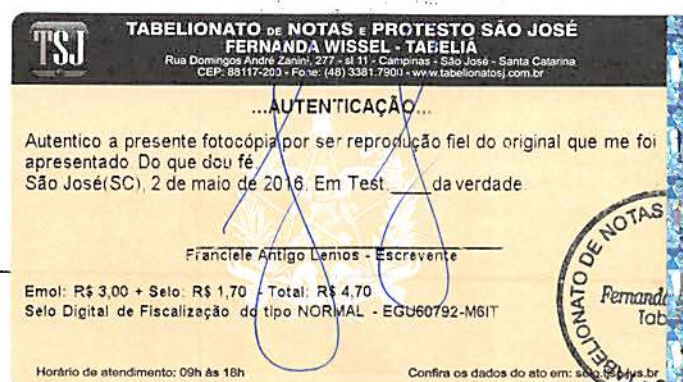 TSJ
TABELIONATO DE NOTAS E PROTESTO SÃO JOSÉ
FERNANDA WISSEL - TABELIÃ
Rua Domingos André Zanini, 277 - sl 11 - Campinas - São José - Santa Catarina
CEP: 88117-200 - Fone: (48) 3381.7900 - www.tabelionatosj.com.br
...AUTENTICAÇÃO...
Autentico a presente fotocópia por ser reprodução fiel do original que me foi
apresentado. Do que dou fé.
São José(SC), 2 de maio de 2016. Em Test.____da verdade.
Franciele Antigo Lemos - Escrevente
Emol: R$ 3,00 + Selo: R$ 1,70 - Total: R$ 4,70
Selo Digital de Fiscalização do tipo NORMAL - EGU60792-M6IT
TABELIONATO DE NOTAS
Fernanda
Tab
Horário de atendimento: 09h às 18h
Confira os dados do ato em: